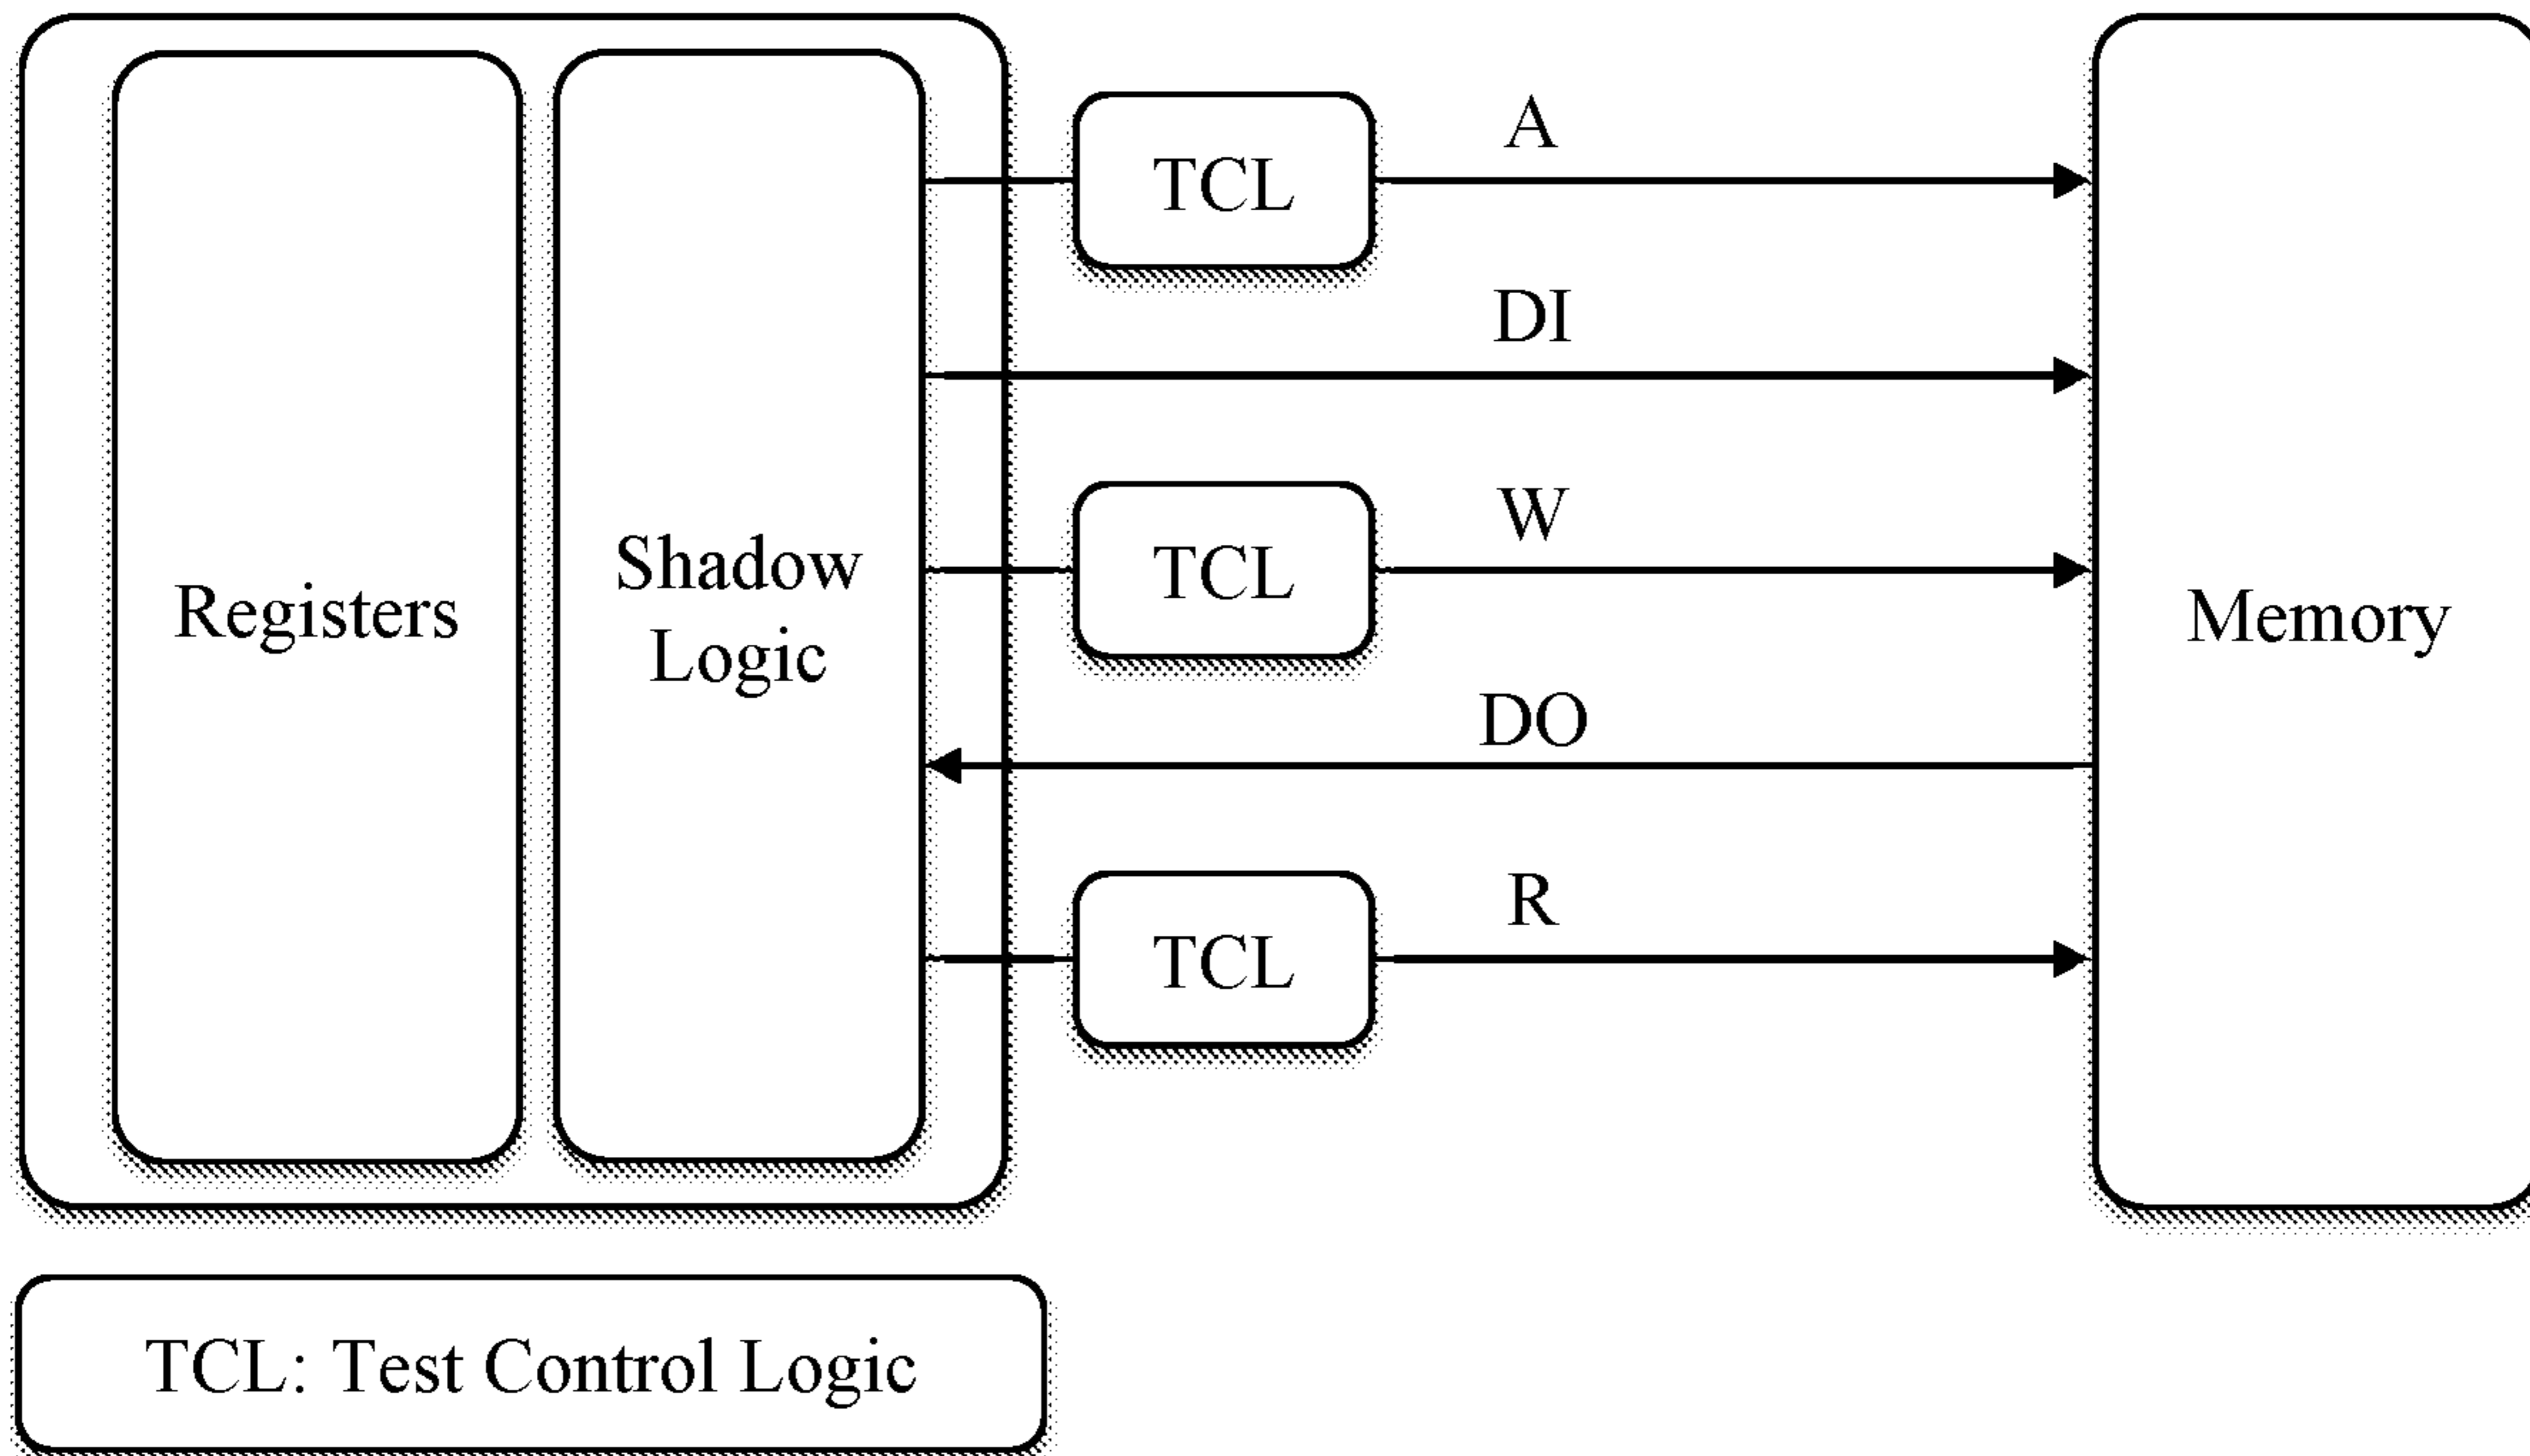 TCL
A
DI
TCL
W
Registers
Shadow
Logic
Memory
DO
TCL
R
TCL: Test Control Logic